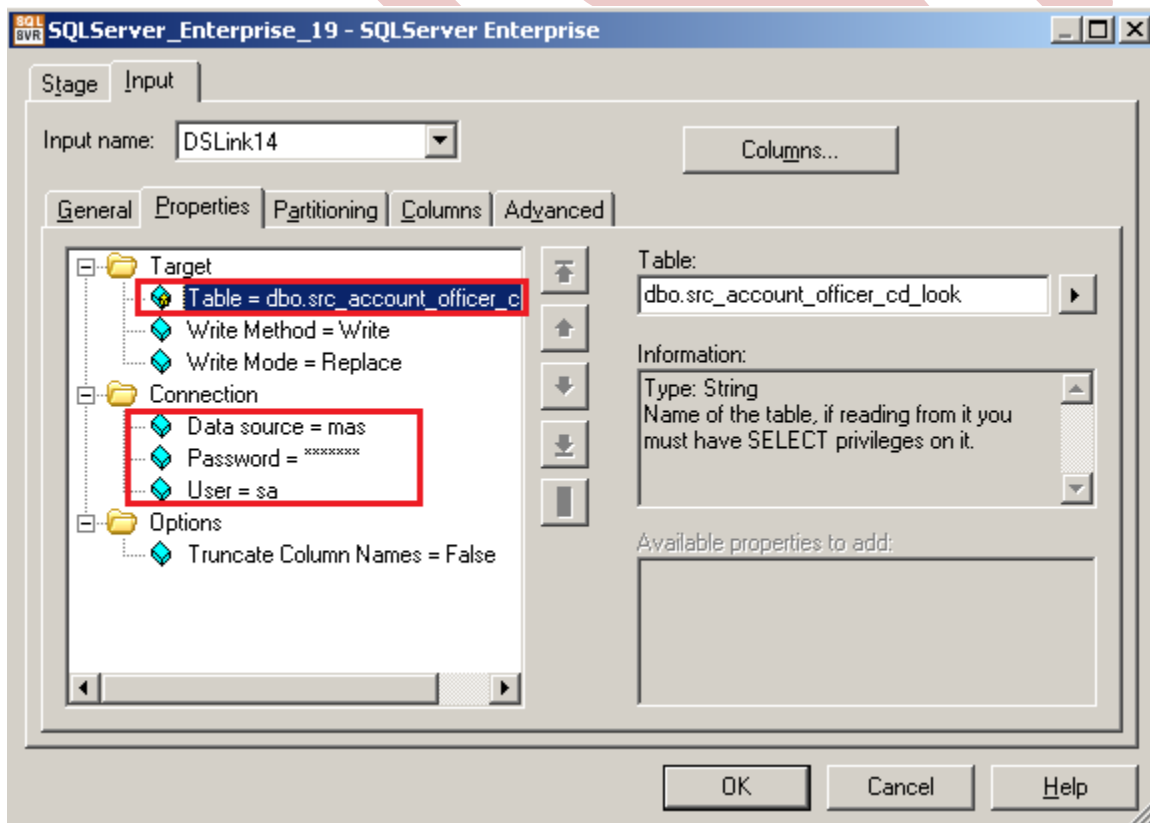 SQL SVR SQLServer_Enterprise_19 - SQLServer Enterprise
Stage Input
Input name: DSLink14 Columns...
General Properties Partitioning Columns Advanced
Target
Table = dbo.src_account_officer_c
Write Method = Write
Write Mode = Replace
Connection
Data source = mas
Password = *******
User = sa
Options
Truncate Column Names = False
Table:
dbo.src_account_officer_cd_look
Information:
Type: String
Name of the table, if reading from it you
must have SELECT privileges on it.
Available properties to add:
OK Cancel Help